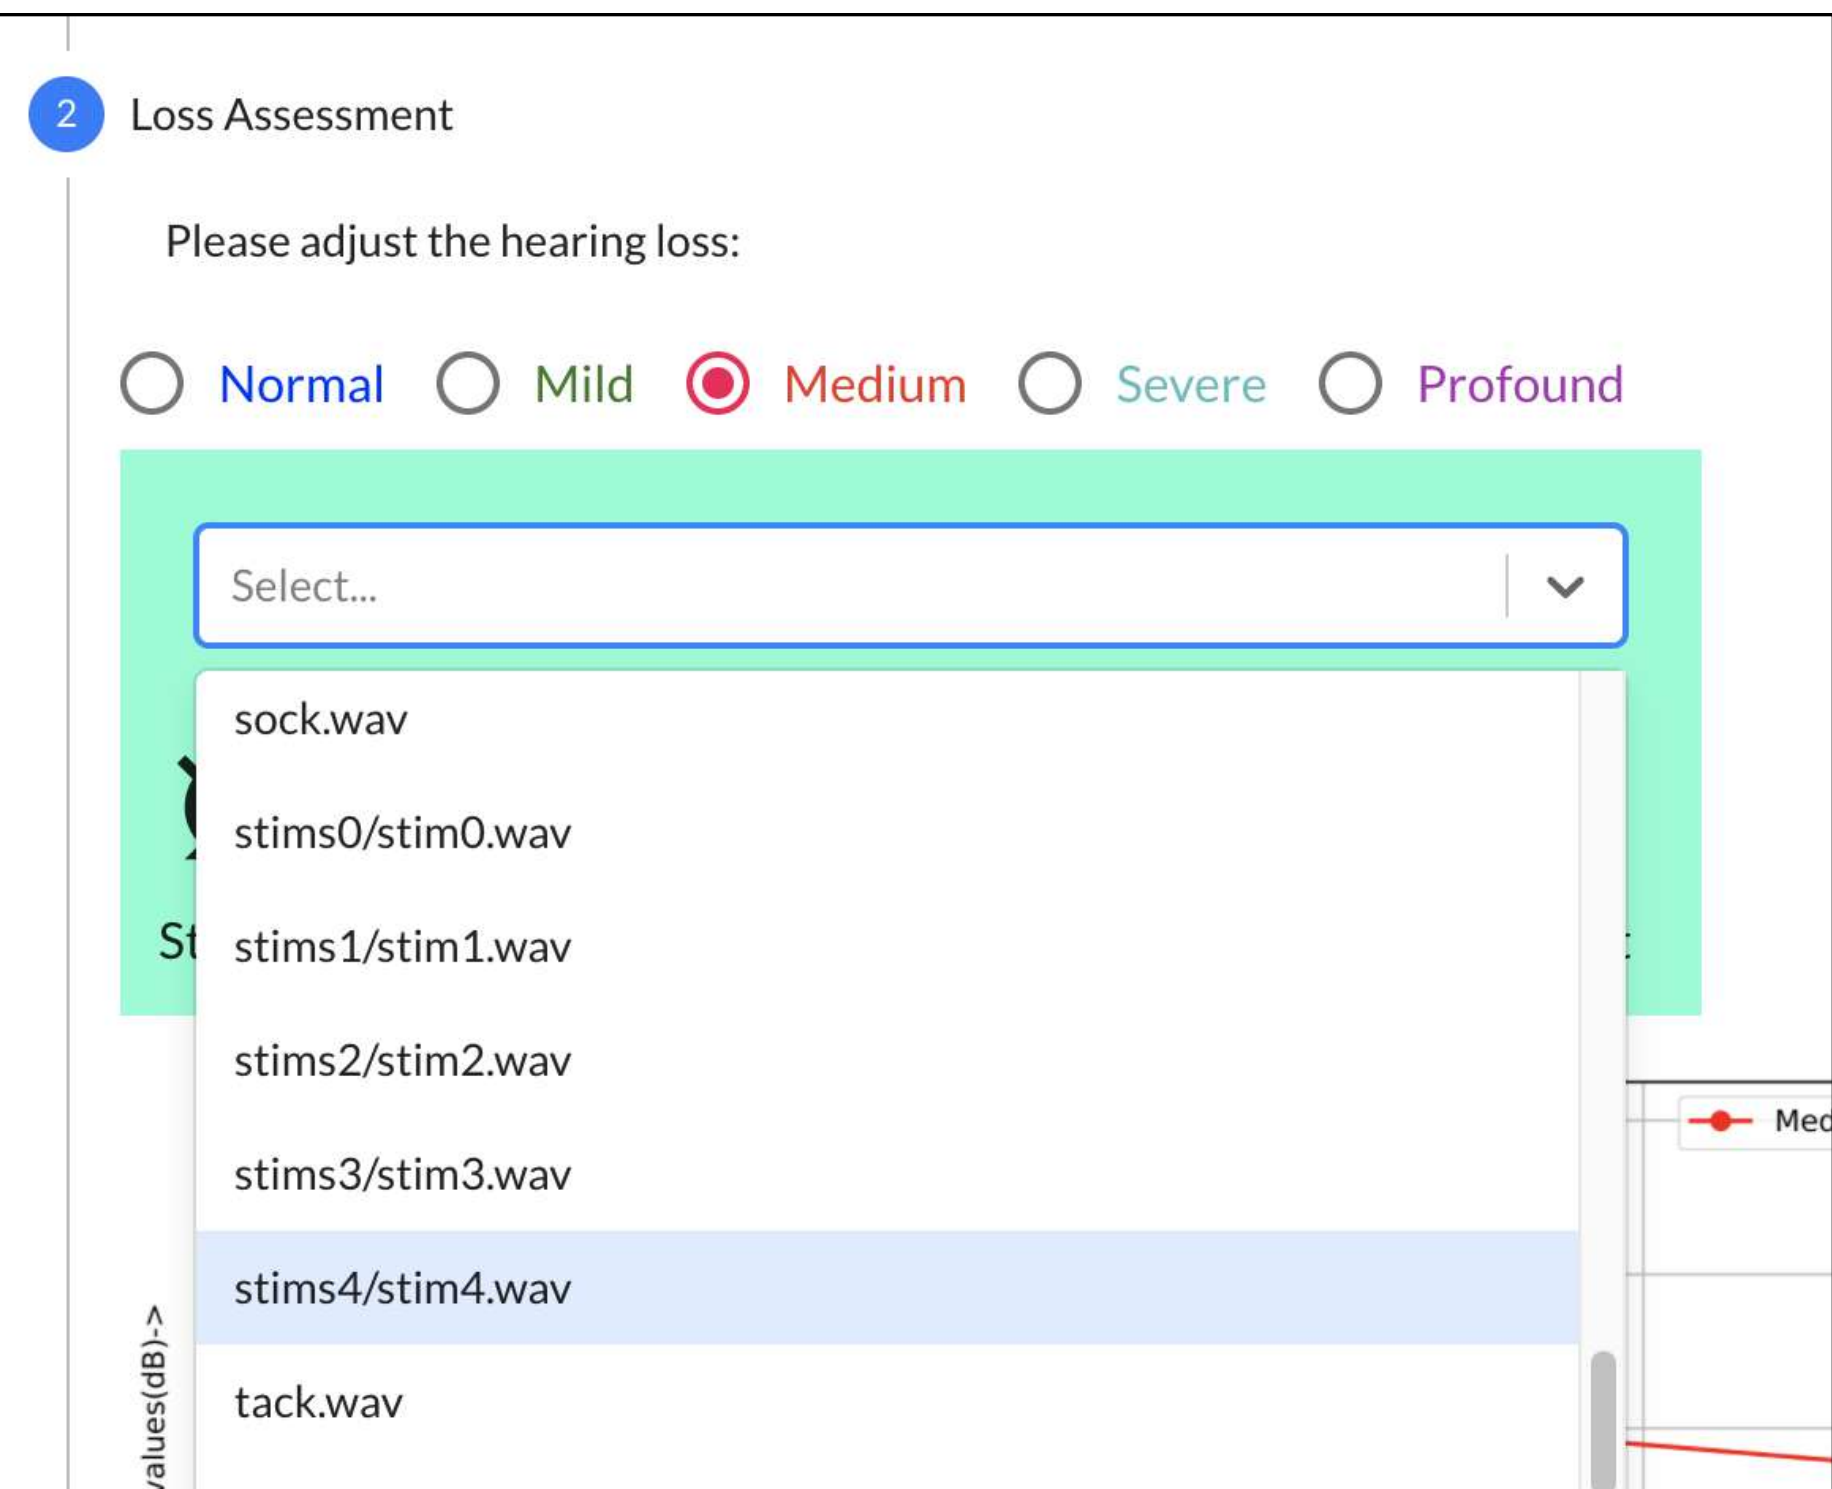 2 Loss Assessment
Please adjust the hearing loss:
Normal Mild Medium Severe Profound
Select...
sock.wav
stims0/stim0.wav
stims1/stim1.wav
stims2/stim2.wav
stims3/stim3.wav
stims4/stim4.wav
tack.wav
values(dB)->